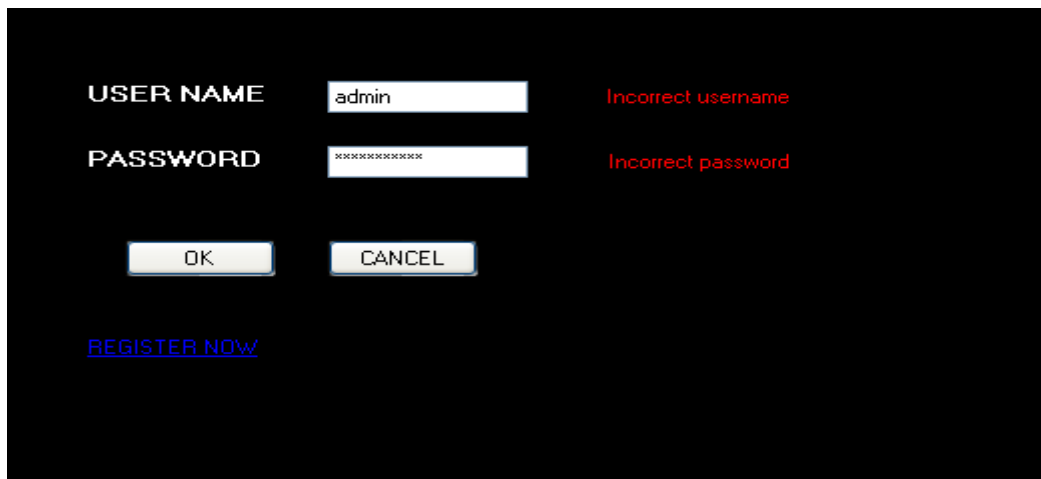 USER NAME admin Incorrect username
PASSWORD *********** Incorrect password
OK CANCEL
REGISTER NOW